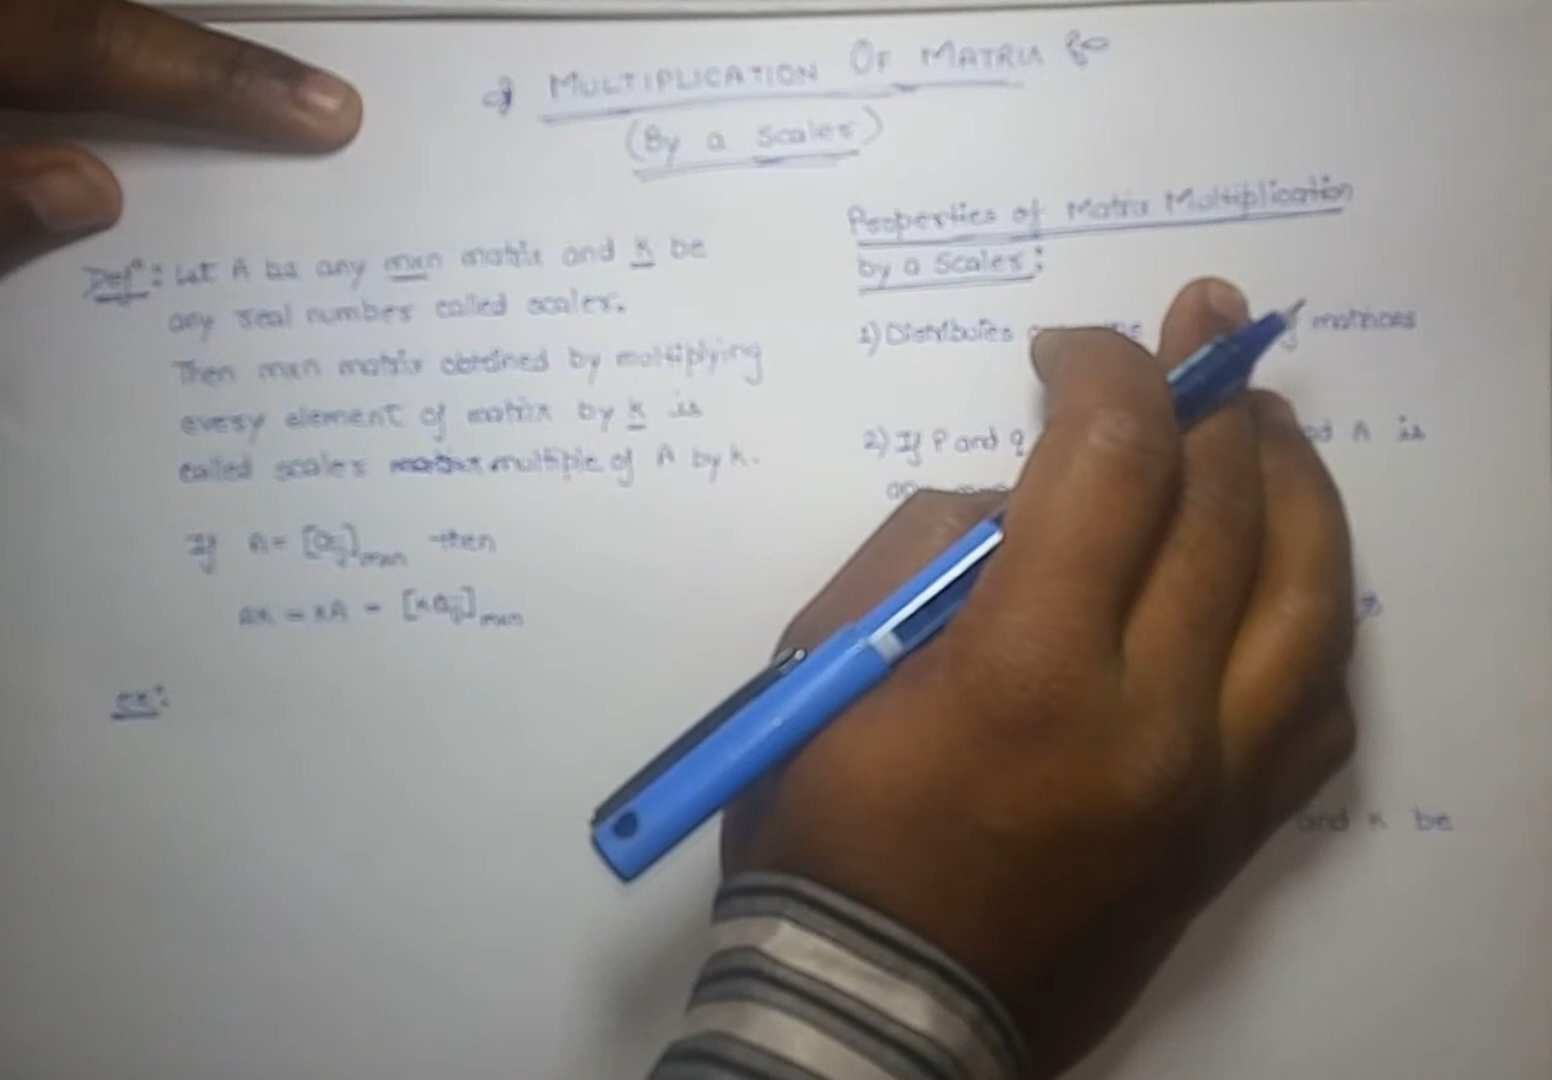 MULTIPLICATION OF MATRIX
(By a scaler)
Defn: Let A be any mxn matrix and K be
any real number called scaler.
Then mxn matrix obtained by multiplying
every element of matrix by K is
called scaler multiple of A by k.
If A = [aij]mxn then
AK = KA = [kaij]mxn
ex:
Properties of Matrix Multiplication
by a Scaler:
1) Distributes matrices
2) If P and q A is
and K be